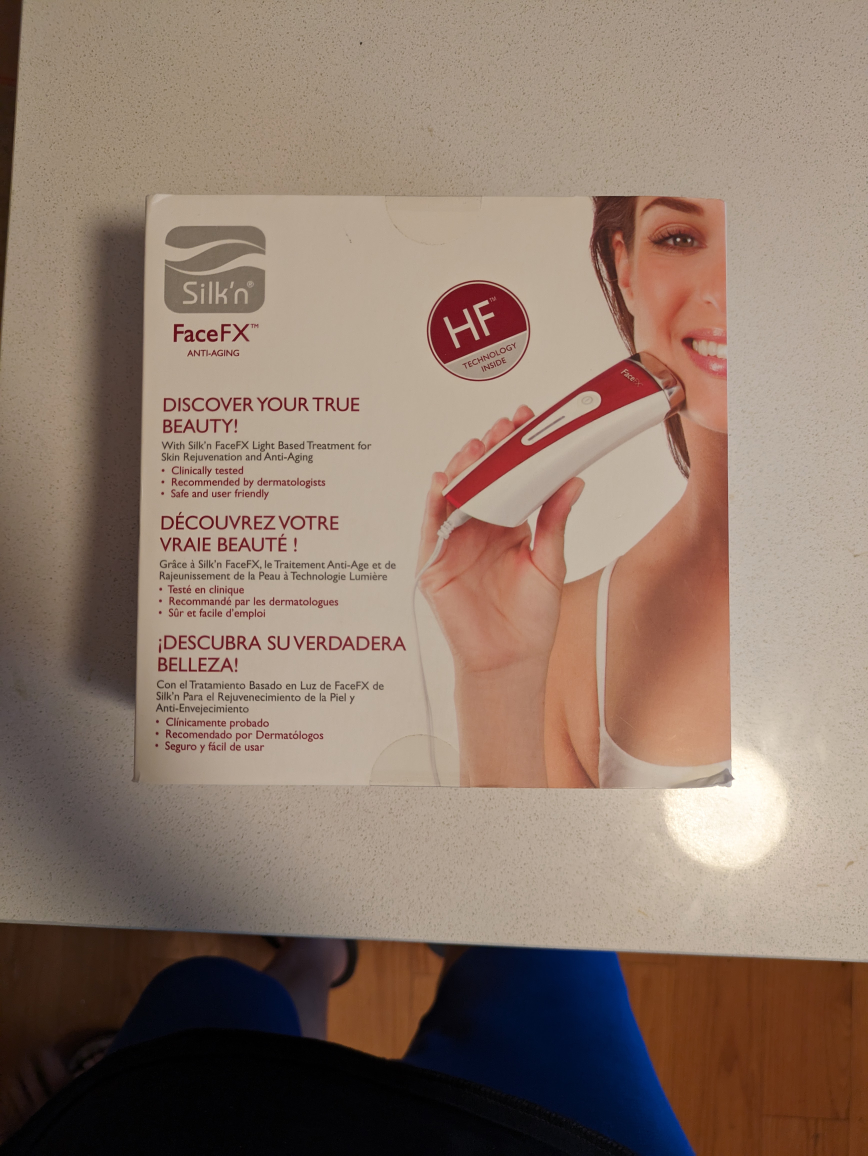 Silk'n®
FaceFX™
ANTI-AGING
HF™
TECHNOLOGY
INSIDE
FaceFX
DISCOVER YOUR TRUE
BEAUTY!
With Silk'n FaceFX Light Based Treatment for
Skin Rejuvenation and Anti-Aging
• Clinically tested
• Recommended by dermatologists
• Safe and user friendly
DÉCOUVREZ VOTRE
VRAIE BEAUTÉ !
Grâce à Silk'n FaceFX, le Traitement Anti-Age et de
Rajeunissement de la Peau à Technologie Lumière
• Testé en clinique
• Recommandé par les dermatologues
• Sûr et facile d'emploi
¡DESCUBRA SU VERDADERA
BELLEZA!
Con el Tratamiento Basado en Luz de FaceFX de
Silk'n Para el Rejuvenecimiento de la Piel y
Anti-Envejecimiento
• Clínicamente probado
• Recomendado por Dermatólogos
• Seguro y fácil de usar